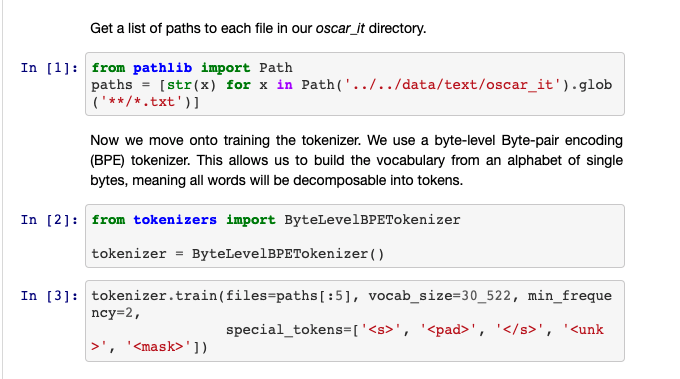 Get a list of paths to each file in our oscar_it directory.
In [1]: from pathlib import Path
paths = [str(x) for x in Path('../../data/text/oscar_it').glob
('**/*.txt')]
Now we move onto training the tokenizer. We use a byte-level Byte-pair encoding
(BPE) tokenizer. This allows us to build the vocabulary from an alphabet of single
bytes, meaning all words will be decomposable into tokens.
In [2]: from tokenizers import ByteLevelBPETokenizer
tokenizer = ByteLevelBPETokenizer()
In [3]: tokenizer.train(files=paths[:5], vocab_size=30_522, min_freque
ncy=2,
special_tokens=['<s>', '<pad>', '</s>', '<unk
>', '<mask>'])